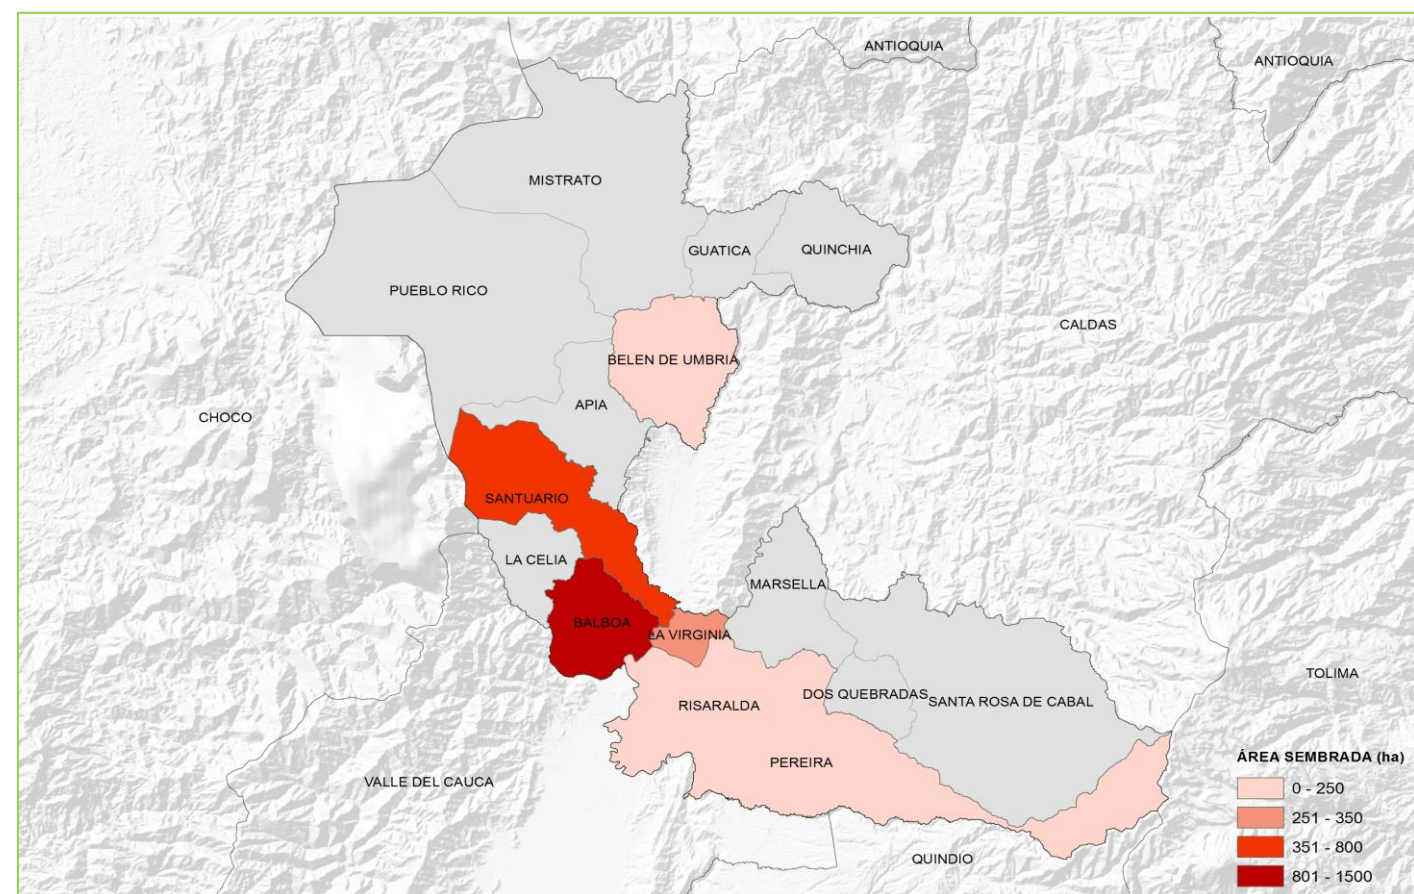 ANTIOQUIA
ANTIOQUIA
MISTRATO
GUATICA
QUINCHIA
PUEBLO RICO
CALDAS
BELEN DE UMBRIA
APIA
CHOCO
SANTUARIO
LA CELIA
MARSELLA
BALBOA
LA VIRGINIA
TOLIMA
DOS QUEBRADAS
SANTA ROSA DE CABAL
RISARALDA
PEREIRA
VALLE DEL CAUCA
QUINDIO
ÁREA SEMBRADA (ha)
0 - 250
251 - 350
351 - 800
801 - 1500